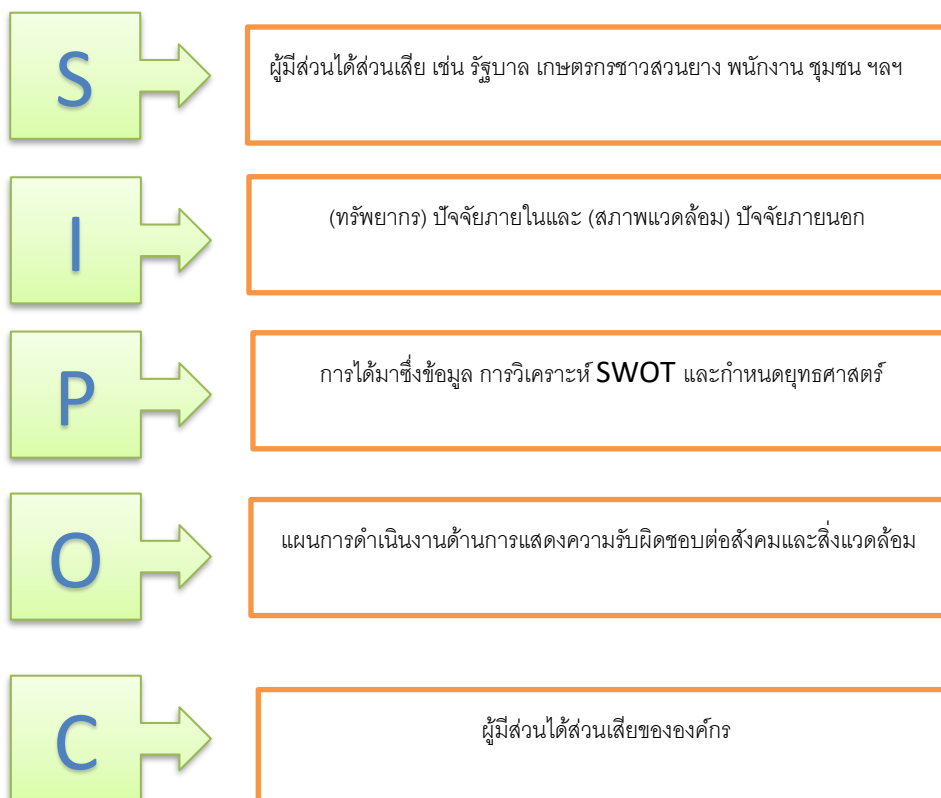 S
ผู้มีส่วนได้ส่วนเสีย เช่น รัฐบาล เกษตรกรชาวสวนยาง พนักงาน ชุมชน ฯลฯ
I
(ทรัพยากร) ปัจจัยภายในและ (สภาพแวดล้อม) ปัจจัยภายนอก
P
การได้มาซึ่งข้อมูล การวิเคราะห์ SWOT และกำหนดยุทธศาสตร์
O
แผนการดำเนินงานด้านการแสดงความรับผิดชอบต่อสังคมและสิ่งแวดล้อม
C
ผู้มีส่วนได้ส่วนเสียขององค์กร